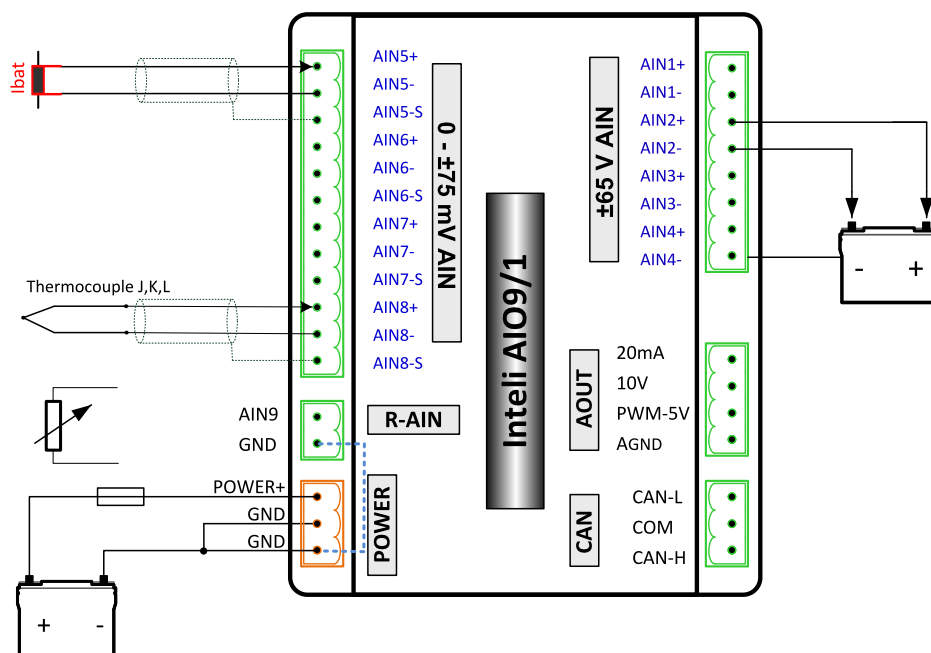 Ibat
AIN5+
AIN5-
AIN5-S
AIN6+
AIN6-
AIN6-S
AIN7+
AIN7-
AIN7-S
AIN8+
AIN8-
AIN8-S
0 - ±75 mV AIN
Thermocouple J,K,L
AIN9
GND
R-AIN
POWER+
GND
GND
POWER
+ -
Inteli AIO9/1
±65 V AIN
AIN1+
AIN1-
AIN2+
AIN2-
AIN3+
AIN3-
AIN4+
AIN4-
- +
AOUT
20mA
10V
PWM-5V
AGND
CAN
CAN-L
COM
CAN-H